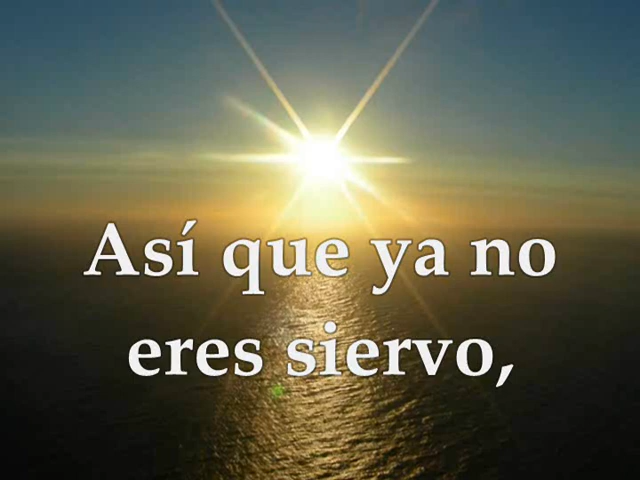 Así que ya no
eres siervo,